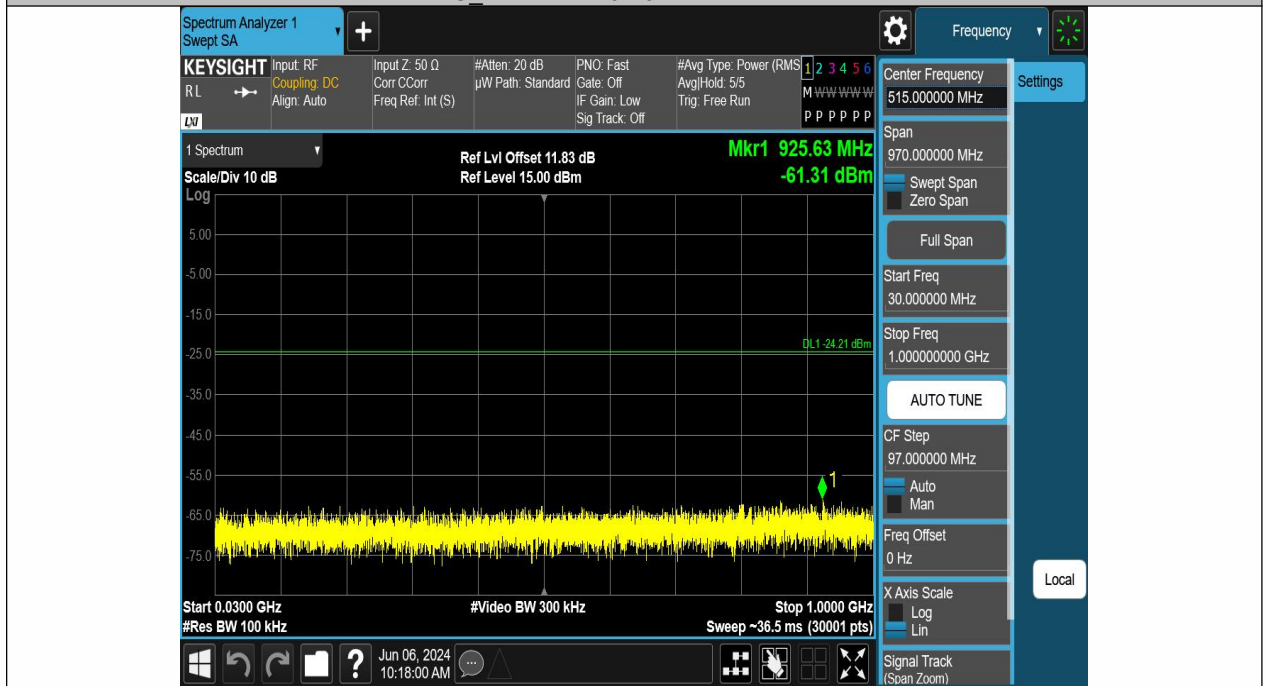 Spectrum Analyzer 1
Swept SA
+
Frequency
KEYSIGHT
RL
LXI
Input: RF
Coupling: DC
Align: Auto
Input Z: 50 Ω
Corr CCorr
Freq Ref: Int (S)
#Atten: 20 dB
µW Path: Standard
PNO: Fast
Gate: Off
IF Gain: Low
Sig Track: Off
#Avg Type: Power (RMS
Avg|Hold: 5/5
Trig: Free Run
1 2 3 4 5 6
M W W W W W
P P P P P P
1 Spectrum
Scale/Div 10 dB
Log
Ref Lvl Offset 11.83 dB
Ref Level 15.00 dBm
Mkr1 925.63 MHz
-61.31 dBm
5.00
-5.00
-15.0
DL1 -24.21 dBm
-25.0
-35.0
-45.0
-55.0
1
-65.0
-75.0
Start 0.0300 GHz
#Res BW 100 kHz
#Video BW 300 kHz
Stop 1.0000 GHz
Sweep ~36.5 ms (30001 pts)
Jun 06, 2024
10:18:00 AM
?
Center Frequency
515.000000 MHz
Settings
Span
970.000000 MHz
Swept Span
Zero Span
Full Span
Start Freq
30.000000 MHz
Stop Freq
1.000000000 GHz
AUTO TUNE
CF Step
97.000000 MHz
Auto
Man
Freq Offset
0 Hz
Local
X Axis Scale
Log
Lin
Signal Track
(Span Zoom)